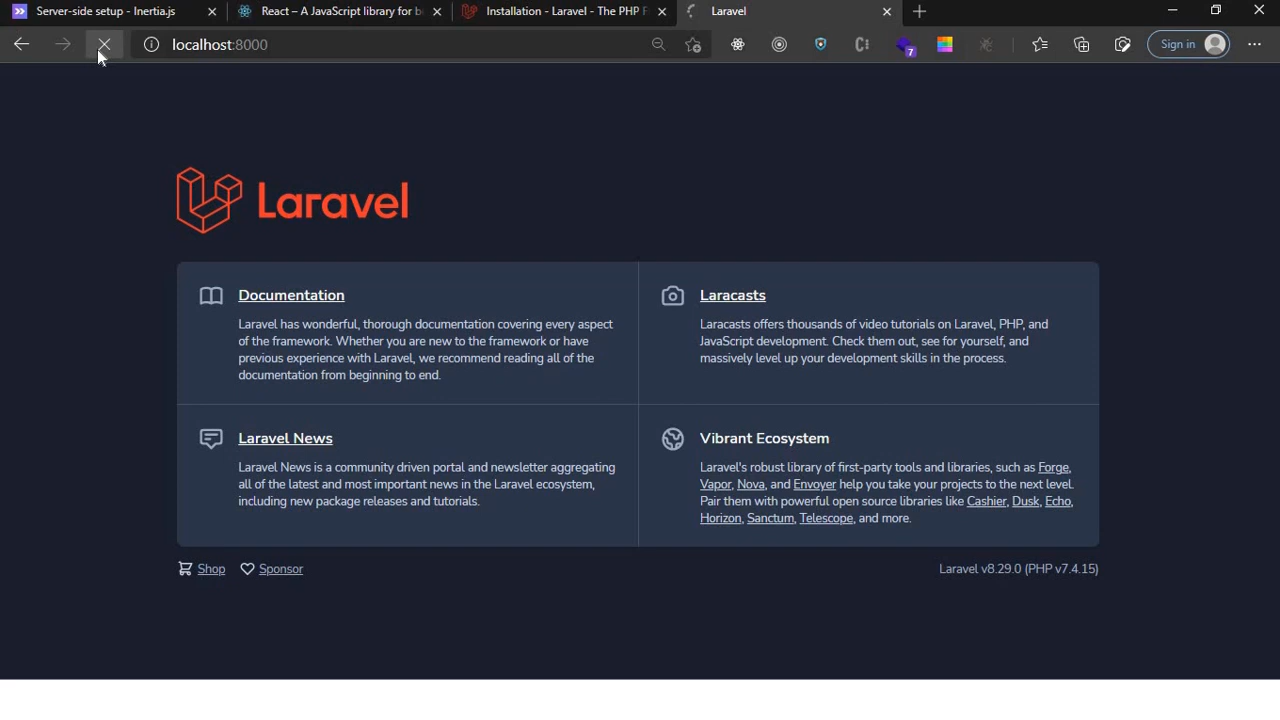 Server-side setup - Inertia.js
React – A JavaScript library for b
Installation - Laravel - The PHP F
Laravel
localhost:8000
7
Sign in
Laravel
Documentation
Laravel has wonderful, thorough documentation covering every aspect
of the framework. Whether you are new to the framework or have
previous experience with Laravel, we recommend reading all of the
documentation from beginning to end.
Laracasts
Laracasts offers thousands of video tutorials on Laravel, PHP, and
JavaScript development. Check them out, see for yourself, and
massively level up your development skills in the process.
Laravel News
Laravel News is a community driven portal and newsletter aggregating
all of the latest and most important news in the Laravel ecosystem,
including new package releases and tutorials.
Vibrant Ecosystem
Laravel's robust library of first-party tools and libraries, such as Forge,
Vapor, Nova, and Envoyer help you take your projects to the next level.
Pair them with powerful open source libraries like Cashier, Dusk, Echo,
Horizon, Sanctum, Telescope, and more.
Shop
Sponsor
Laravel v8.29.0 (PHP v7.4.15)